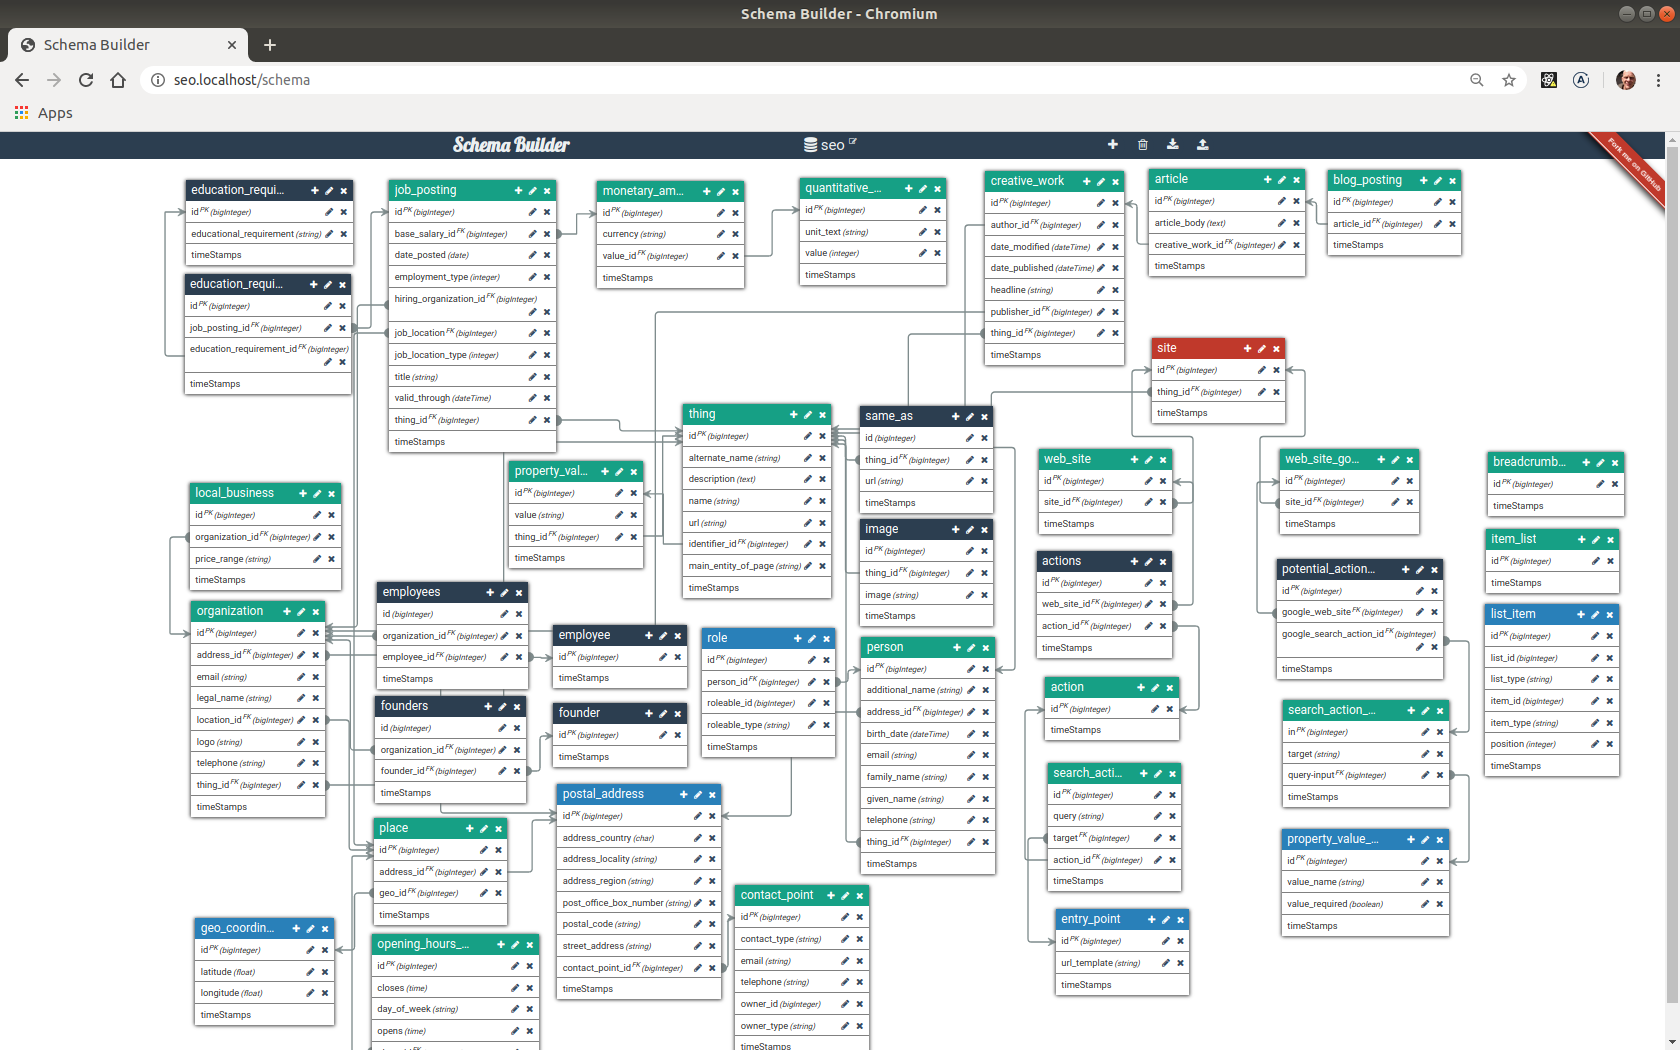 Schema Builder - Chromium
Schema Builder
seo.localhost/schema
Apps
Schema Builder
seo
Fork me on GitHub
education_requi...
id PK (bigInteger)
educational_requirement (string)
timeStamps
education_requi...
id PK (bigInteger)
job_posting_id FK (bigInteger)
education_requirement_id FK (bigInteger)
timeStamps
job_posting
id PK (bigInteger)
base_salary_id FK (bigInteger)
date_posted (date)
employment_type (integer)
hiring_organization_id FK (bigInteger)
job_location FK (bigInteger)
job_location_type (integer)
title (string)
valid_through (dateTime)
thing_id FK (bigInteger)
timeStamps
monetary_am...
id PK (bigInteger)
currency (string)
value_id FK (bigInteger)
timeStamps
quantitative_...
id PK (bigInteger)
unit_text (string)
value (integer)
timeStamps
creative_work
id PK (bigInteger)
author_id FK (bigInteger)
date_modified (dateTime)
date_published (dateTime)
headline (string)
publisher_id FK (bigInteger)
thing_id FK (bigInteger)
timeStamps
article
id PK (bigInteger)
article_body (text)
creative_work_id FK (bigInteger)
timeStamps
blog_posting
id PK (bigInteger)
article_id FK (bigInteger)
timeStamps
site
id PK (bigInteger)
thing_id FK (bigInteger)
timeStamps
thing
id PK (bigInteger)
alternate_name (string)
description (text)
name (string)
url (string)
identifier_id FK (bigInteger)
main_entity_of_page (string)
timeStamps
same_as
id (bigInteger)
thing_id FK (bigInteger)
url (string)
timeStamps
property_val...
id PK (bigInteger)
value (string)
thing_id FK (bigInteger)
timeStamps
image
id PK (bigInteger)
thing_id FK (bigInteger)
image (string)
timeStamps
web_site
id PK (bigInteger)
site_id FK (bigInteger)
timeStamps
web_site_go...
id PK (bigInteger)
site_id FK (bigInteger)
timeStamps
breadcrumb...
id PK (bigInteger)
timeStamps
local_business
id PK (bigInteger)
organization_id FK (bigInteger)
price_range (string)
timeStamps
item_list
id PK (bigInteger)
timeStamps
actions
id PK (bigInteger)
web_site_id FK (bigInteger)
action_id FK (bigInteger)
timeStamps
potential_action...
id PK (bigInteger)
google_web_site FK (bigInteger)
google_search_action_id FK (bigInteger)
timeStamps
list_item
id PK (bigInteger)
list_id (bigInteger)
list_type (string)
item_id (bigInteger)
item_type (string)
position (integer)
timeStamps
organization
id PK (bigInteger)
address_id FK (bigInteger)
email (string)
legal_name (string)
location_id FK (bigInteger)
logo (string)
telephone (string)
thing_id FK (bigInteger)
timeStamps
employees
id (bigInteger)
organization_id FK (bigInteger)
employee_id FK (bigInteger)
timeStamps
employee
id PK (bigInteger)
timeStamps
role
id PK (bigInteger)
person_id FK (bigInteger)
roleable_id (bigInteger)
roleable_type (string)
timeStamps
person
id PK (bigInteger)
additional_name (string)
address_id FK (bigInteger)
birth_date (dateTime)
email (string)
family_name (string)
given_name (string)
telephone (string)
thing_id FK (bigInteger)
timeStamps
founders
id (bigInteger)
organization_id FK (bigInteger)
founder_id FK (bigInteger)
timeStamps
founder
id PK (bigInteger)
timeStamps
action
id PK (bigInteger)
timeStamps
search_action_...
in PK (bigInteger)
target (string)
query-input FK (bigInteger)
timeStamps
search_acti...
id PK (bigInteger)
query (string)
target FK (bigInteger)
action_id FK (bigInteger)
timeStamps
postal_address
id PK (bigInteger)
address_country (char)
address_locality (string)
address_region (string)
post_office_box_number (string)
postal_code (string)
street_address (string)
contact_point_id FK (bigInteger)
timeStamps
place
id PK (bigInteger)
address_id FK (bigInteger)
geo_id FK (bigInteger)
timeStamps
property_value_...
id PK (bigInteger)
value_name (string)
value_required (boolean)
timeStamps
contact_point
id PK (bigInteger)
contact_type (string)
email (string)
telephone (string)
owner_id (bigInteger)
owner_type (string)
timeStamps
entry_point
id PK (bigInteger)
url_template (string)
timeStamps
geo_coordin...
id PK (bigInteger)
latitude (float)
longitude (float)
timeStamps
opening_hours_...
id PK (bigInteger)
closes (time)
day_of_week (string)
opens (time)